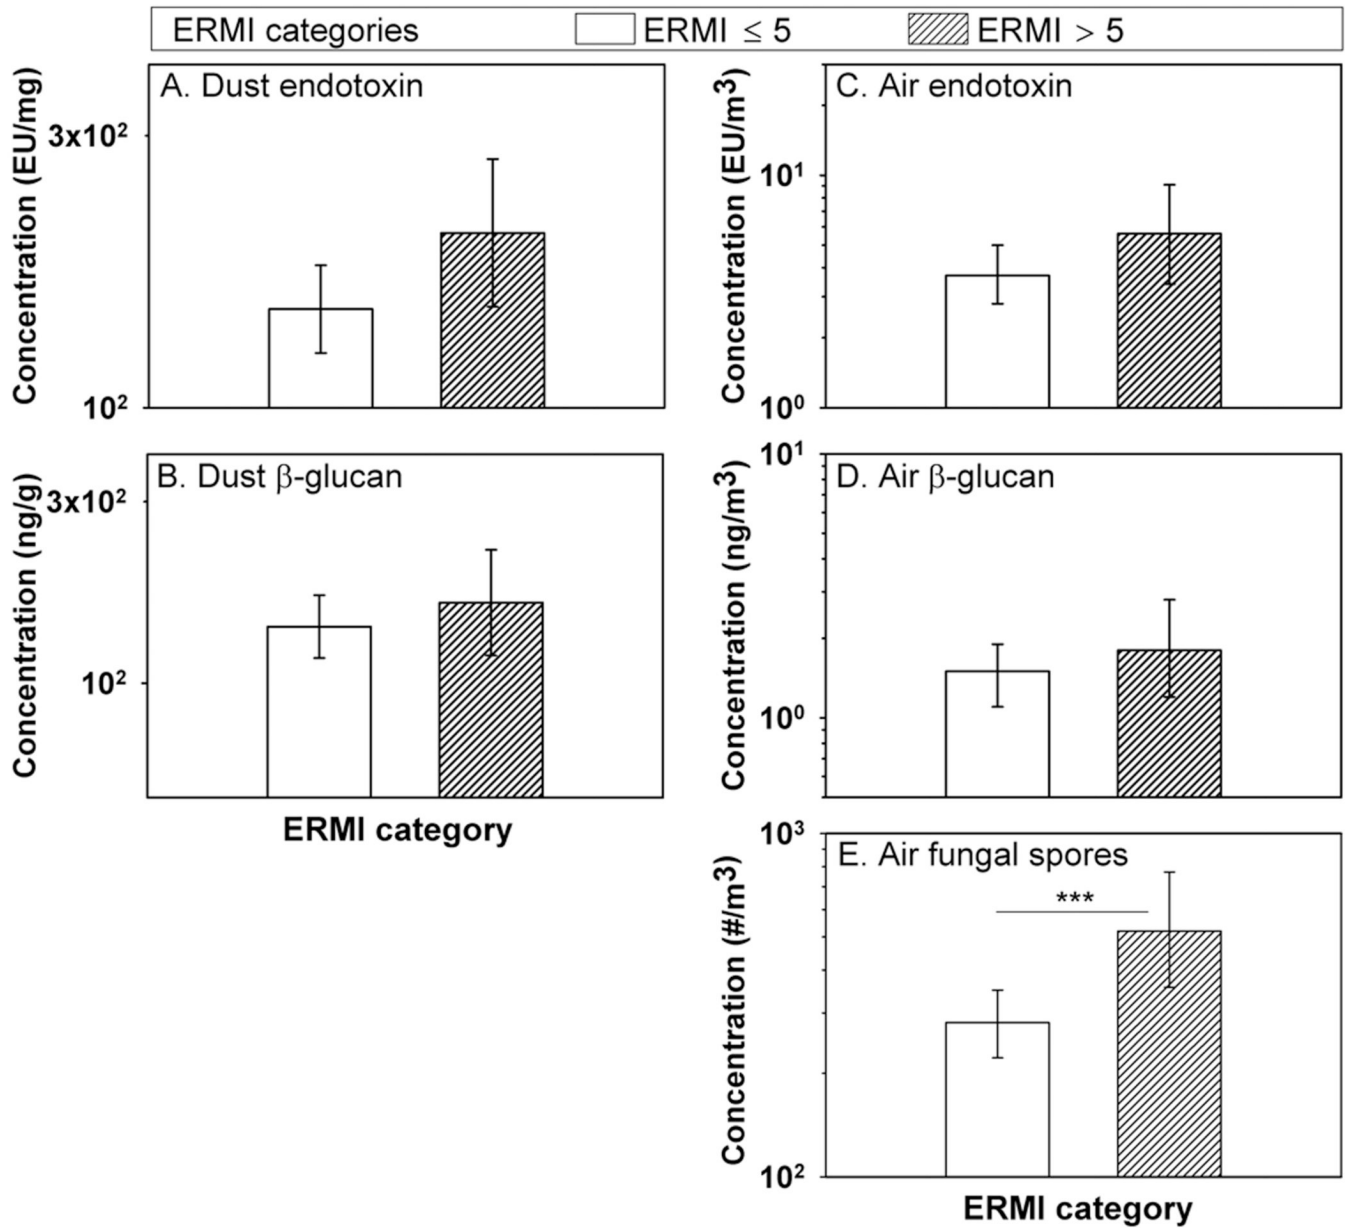 ERMI categories ERMI ≤ 5 ERMI > 5
A. Dust endotoxin
Concentration (EU/mg)
3x10²
10²
B. Dust β-glucan
Concentration (ng/g)
3x10²
10²
ERMI category
C. Air endotoxin
Concentration (EU/m³)
10¹
10⁰
D. Air β-glucan
Concentration (ng/m³)
10¹
10⁰
E. Air fungal spores
Concentration (#/m³)
10³
***
10²
ERMI category